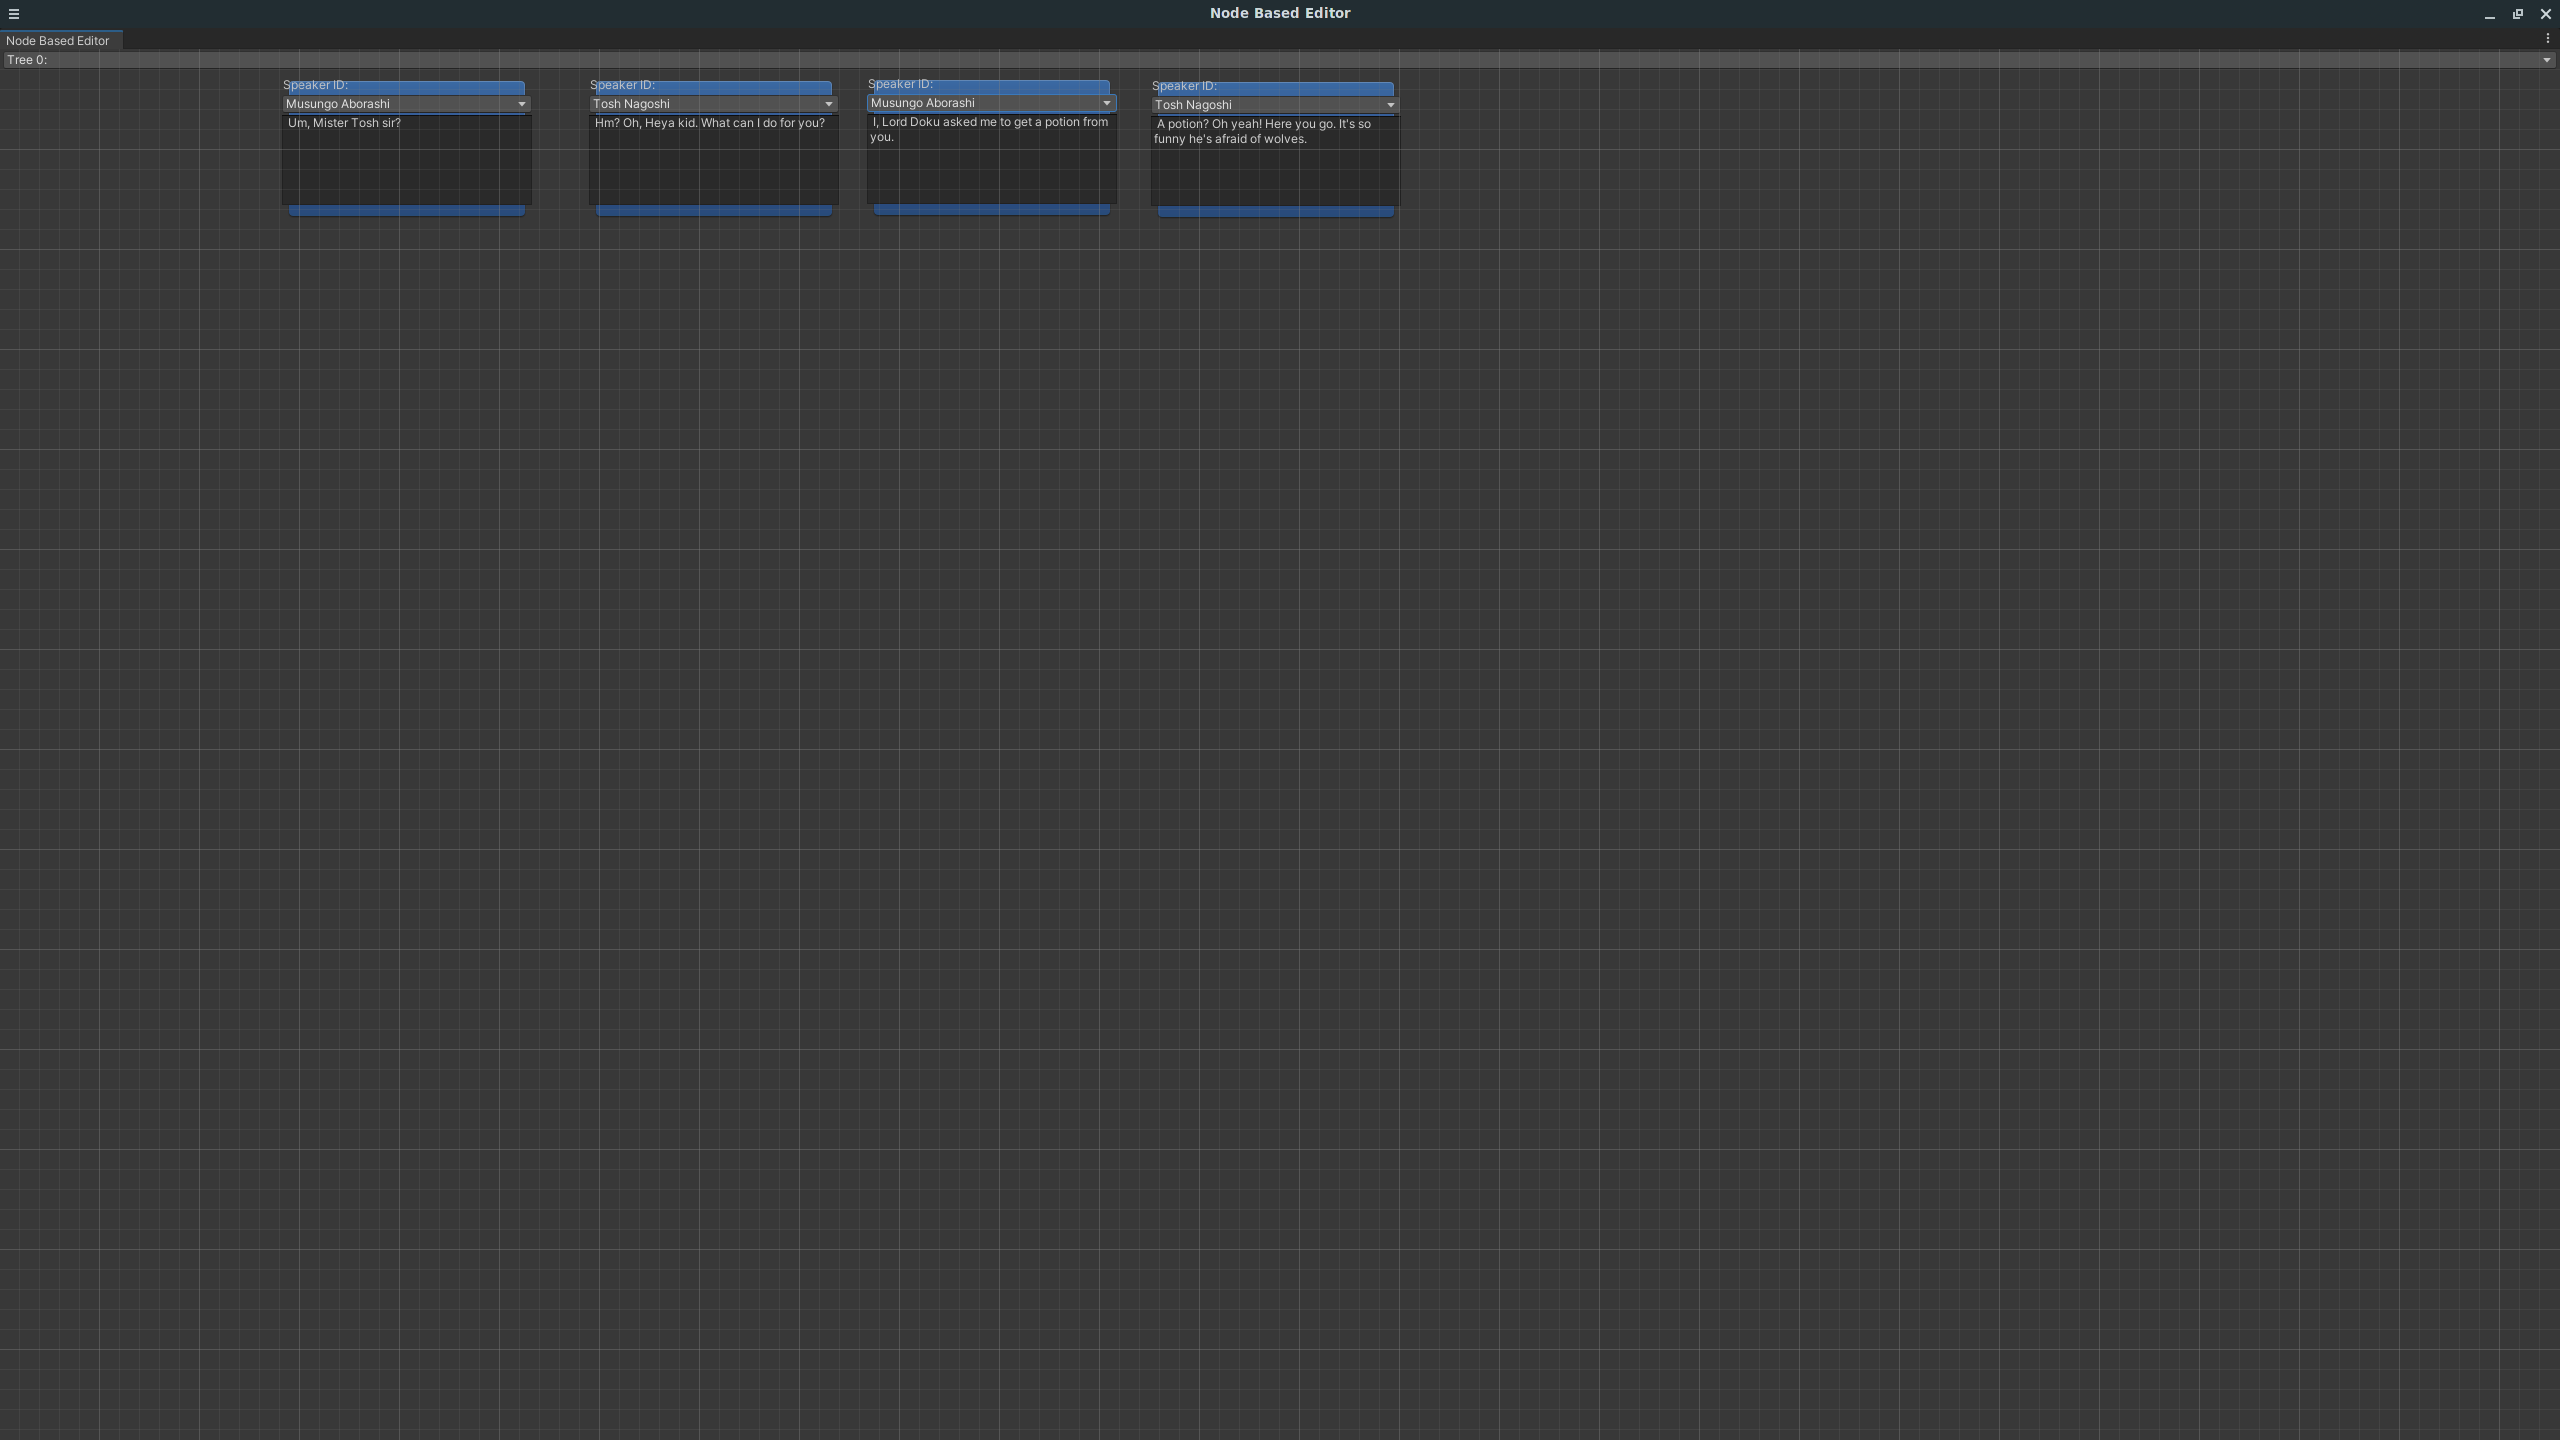 Node Based Editor
Node Based Editor
Tree 0:
Speaker ID:
Musungo Aborashi
Um, Mister Tosh sir?
Speaker ID:
Tosh Nagoshi
Hm? Oh, Heya kid. What can I do for you?
Speaker ID:
Musungo Aborashi
I, Lord Doku asked me to get a potion from
you.
Speaker ID:
Tosh Nagoshi
A potion? Oh yeah! Here you go. It's so
funny he's afraid of wolves.